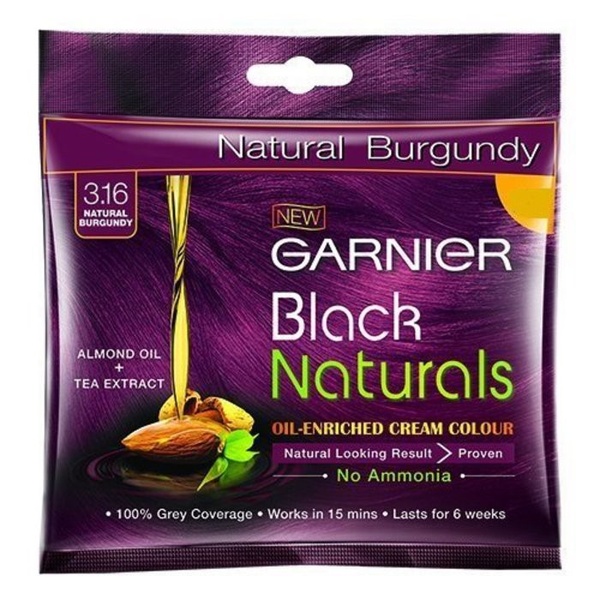 Natural Burgundy
3.16
NATURAL
BURGUNDY
NEW
GARNIER
Black
Naturals
ALMOND OIL
+
TEA EXTRACT
OIL-ENRICHED CREAM COLOUR
Natural Looking Result > Proven
• No Ammonia •
• 100% Grey Coverage • Works in 15 mins • Lasts for 6 weeks